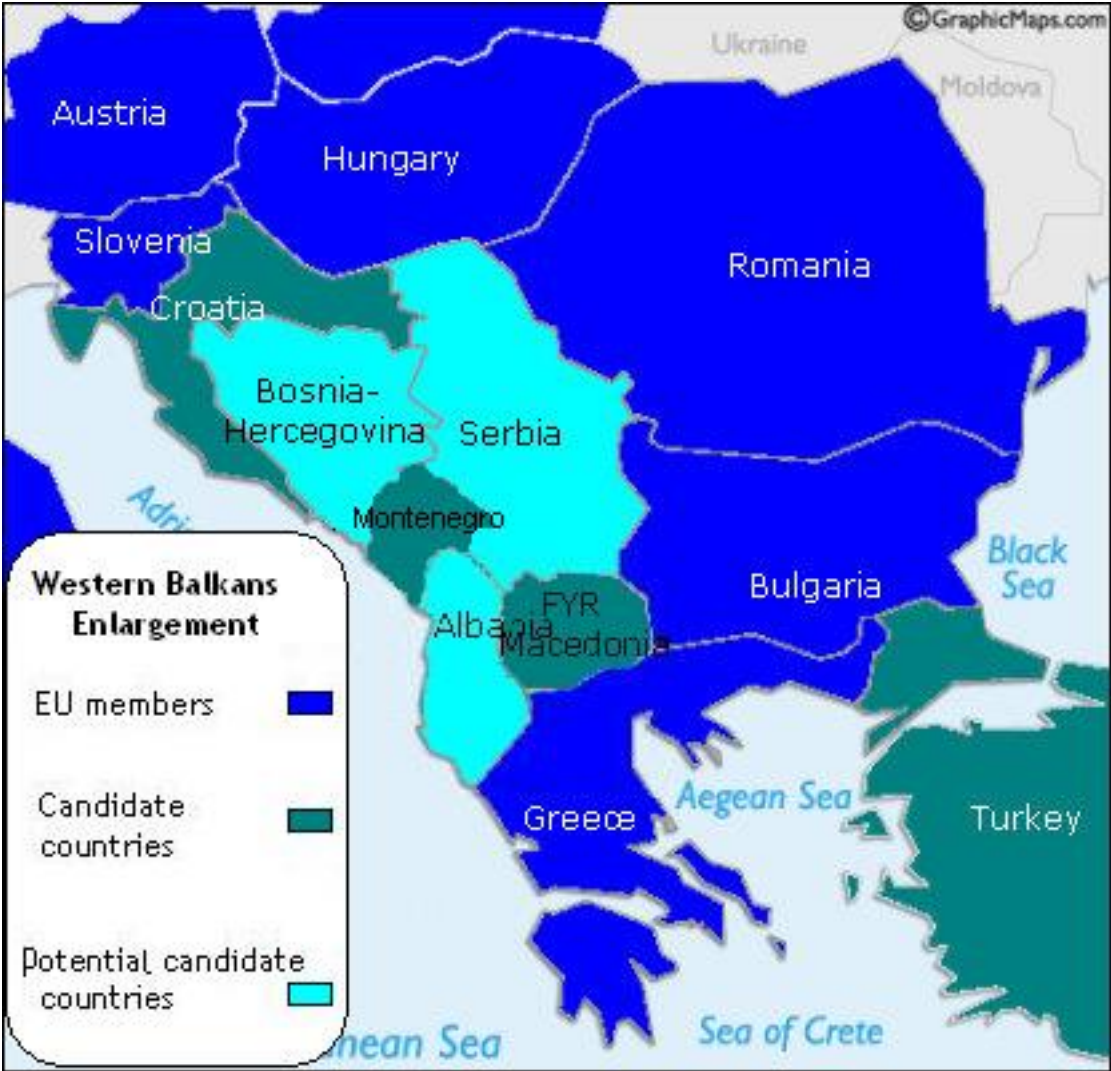 ©GraphicMaps.com
Ukraine
Moldova
Austria
Hungary
Slovenia
Romania
Croatia
Bosnia-
Hercegovina
Serbia
Adri
Montenegro
Black
Sea
Bulgaria
FYR
Macedonia
Albania
Aegean Sea
Greece
Turkey
Sea of Crete
nean Sea
Western Balkans
Enlargement
EU members
Candidate
countries
Potential candidate
countries